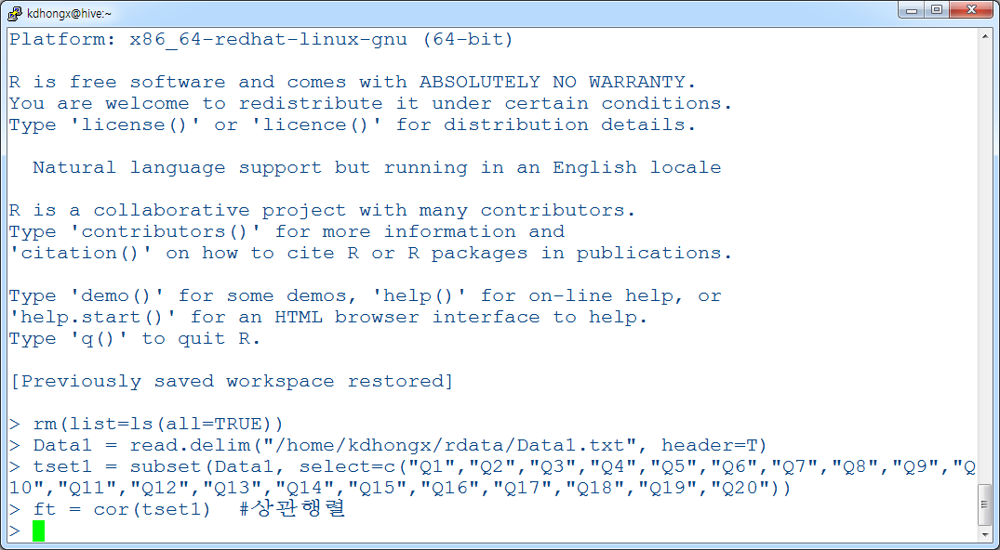 kdhongx@hive:~
Platform: x86_64-redhat-linux-gnu (64-bit)
R is free software and comes with ABSOLUTELY NO WARRANTY.
You are welcome to redistribute it under certain conditions.
Type 'license()' or 'licence()' for distribution details.
  Natural language support but running in an English locale
R is a collaborative project with many contributors.
Type 'contributors()' for more information and
'citation()' on how to cite R or R packages in publications.
Type 'demo()' for some demos, 'help()' for on-line help, or
'help.start()' for an HTML browser interface to help.
Type 'q()' to quit R.
[Previously saved workspace restored]
> rm(list=ls(all=TRUE))
> Data1 = read.delim("/home/kdhongx/rdata/Data1.txt", header=T)
> tset1 = subset(Data1, select=c("Q1","Q2","Q3","Q4","Q5","Q6","Q7","Q8","Q9","Q
10","Q11","Q12","Q13","Q14","Q15","Q16","Q17","Q18","Q19","Q20"))
> ft = cor(tset1)  #상관행렬
>